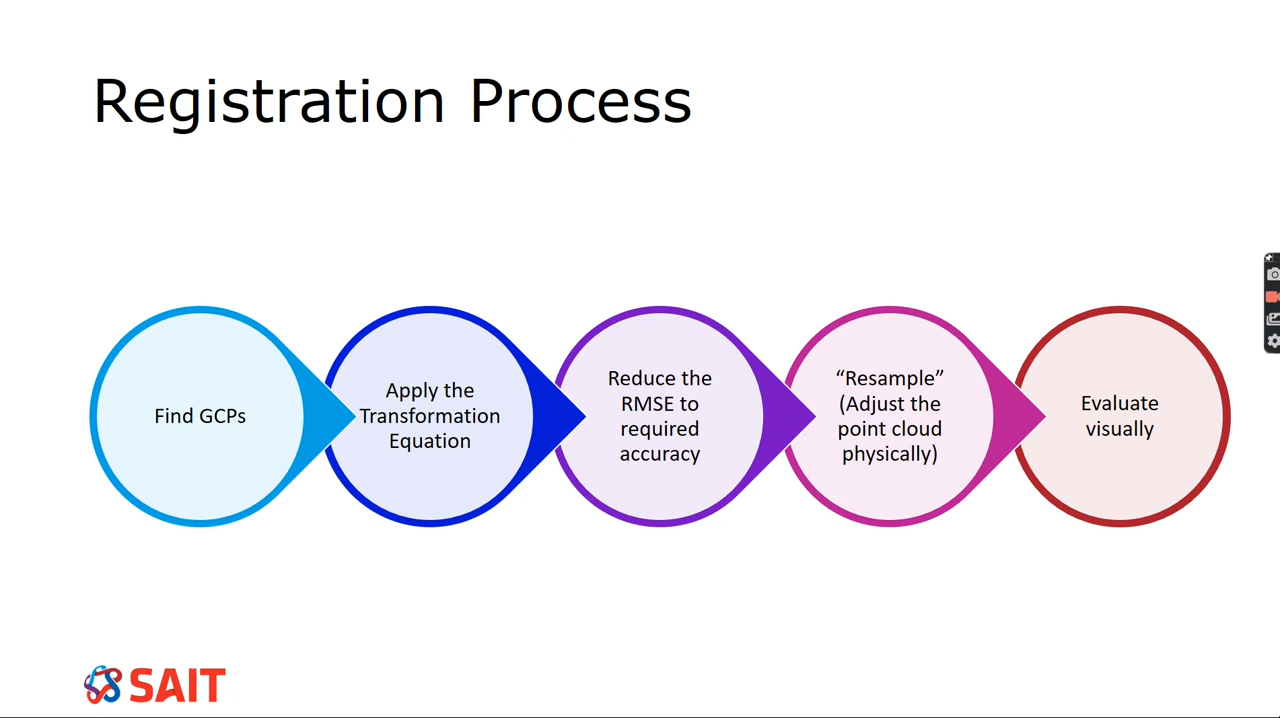 Registration Process
Find GCPs
Apply the
Transformation
Equation
Reduce the
RMSE to
required
accuracy
“Resample”
(Adjust the
point cloud
physically)
Evaluate
visually
SAIT